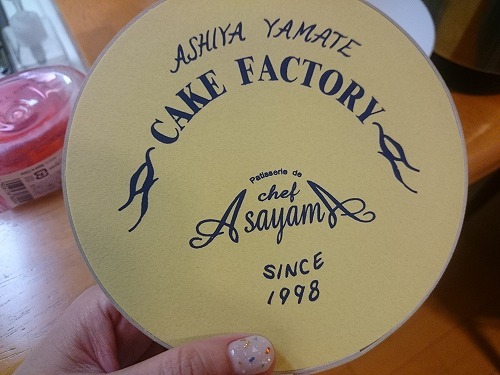 ASHIYA YAMATE
CAKE FACTORY
Patisserie de
chef
AsayamA
SINCE
1998